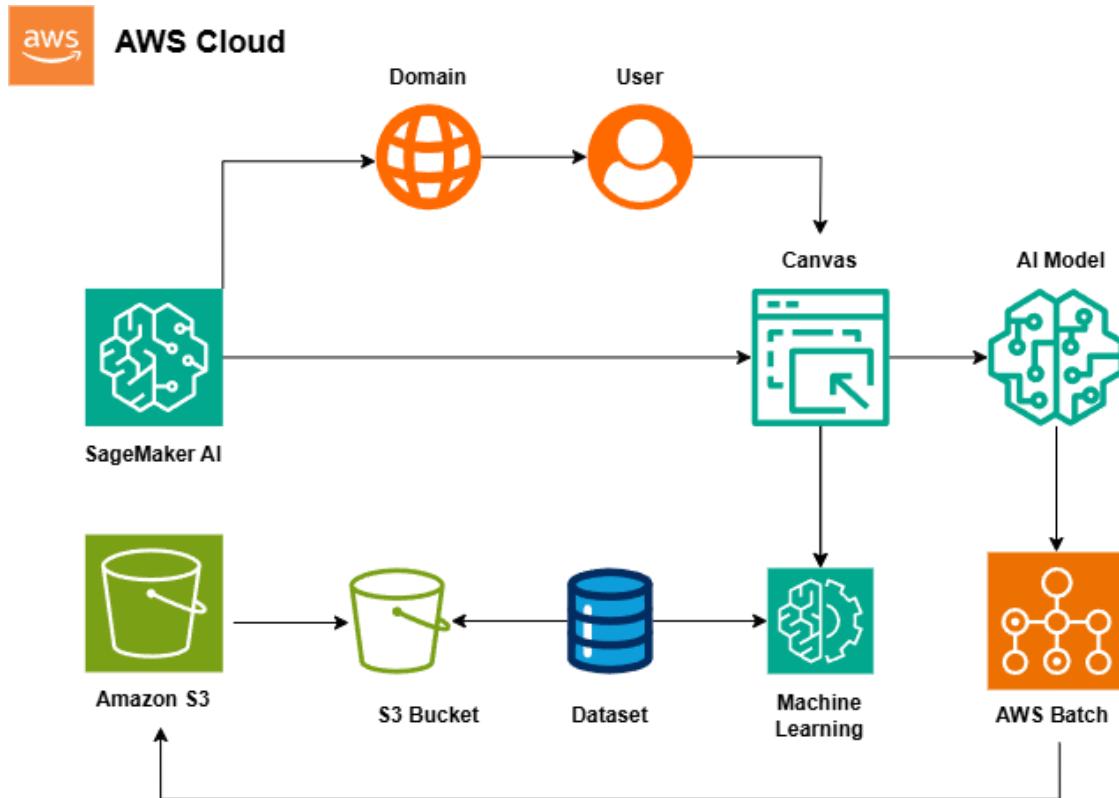 aws
AWS Cloud
Domain
User
Canvas
AI Model
SageMaker AI
Amazon S3
S3 Bucket
Dataset
Machine
Learning
AWS Batch